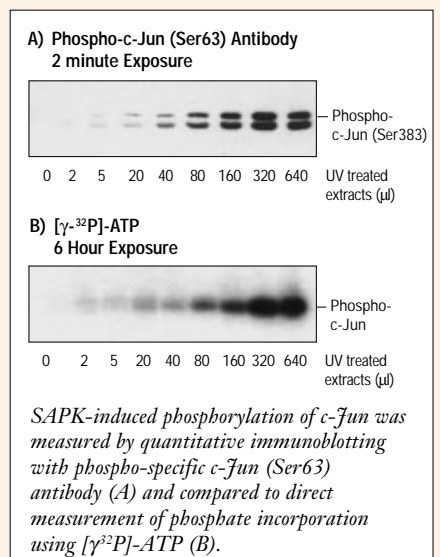 A) Phospho-c-Jun (Ser63) Antibody
2 minute Exposure
Phospho-
c-Jun (Ser383)
0 2 5 20 40 80 160 320 640 UV treated
extracts (µl)
B) [γ-³²P]-ATP
6 Hour Exposure
Phospho-
c-Jun
0 2 5 20 40 80 160 320 640 UV treated
extracts (µl)
SAPK-induced phosphorylation of c-Jun was
measured by quantitative immunoblotting
with phospho-specific c-Jun (Ser63)
antibody (A) and compared to direct
measurement of phosphate incorporation
using [γ³²P]-ATP (B).